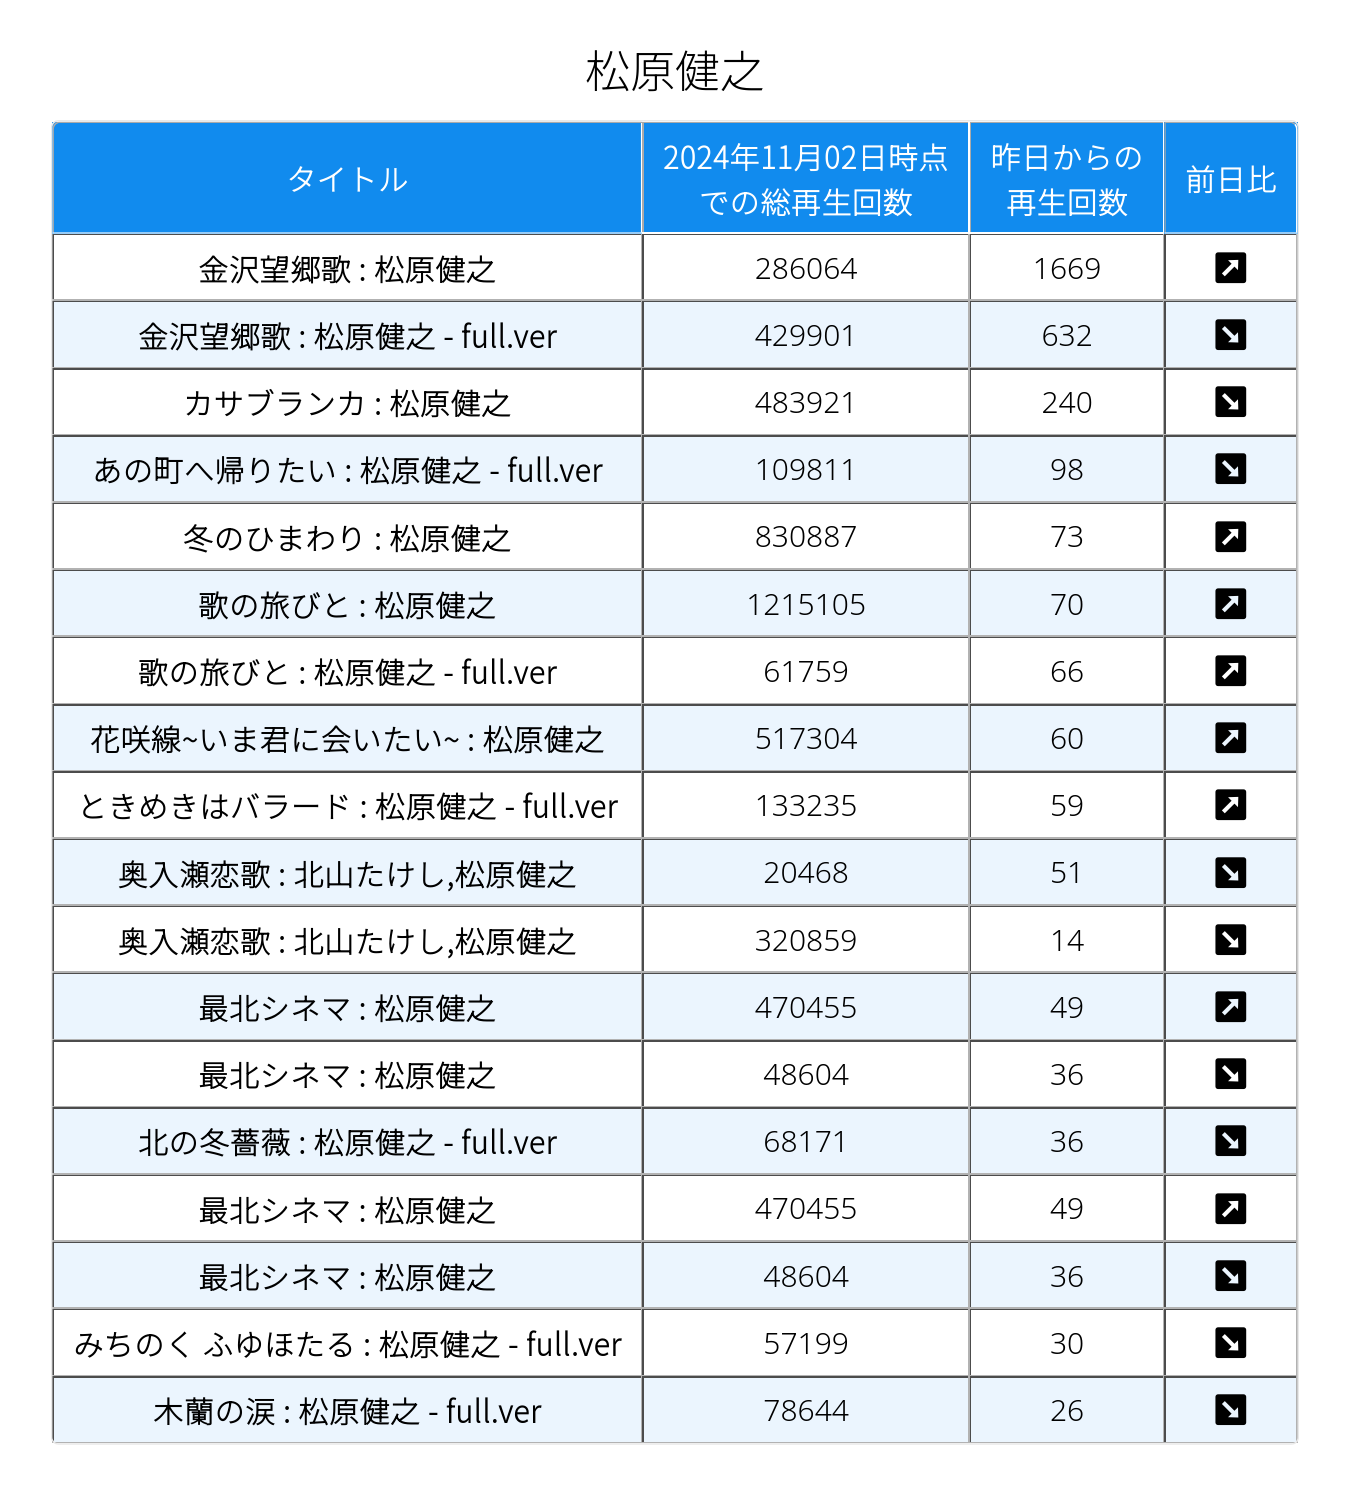 松原健之
タイトル
2024年11月02日時点
での総再生回数
昨日からの
再生回数
前日比
金沢望郷歌 : 松原健之 286064 1669 ↗
金沢望郷歌 : 松原健之 - full.ver 429901 632 ↘
カサブランカ : 松原健之 483921 240 ↘
あの町へ帰りたい : 松原健之 - full.ver 109811 98 ↘
冬のひまわり : 松原健之 830887 73 ↗
歌の旅びと : 松原健之 1215105 70 ↗
歌の旅びと : 松原健之 - full.ver 61759 66 ↗
花咲線~いま君に会いたい~ : 松原健之 517304 60 ↗
ときめきはバラード : 松原健之 - full.ver 133235 59 ↗
奥入瀬恋歌 : 北山たけし,松原健之 20468 51 ↘
奥入瀬恋歌 : 北山たけし,松原健之 320859 14 ↘
最北シネマ : 松原健之 470455 49 ↗
最北シネマ : 松原健之 48604 36 ↘
北の冬薔薇 : 松原健之 - full.ver 68171 36 ↘
最北シネマ : 松原健之 470455 49 ↗
最北シネマ : 松原健之 48604 36 ↘
みちのく ふゆほたる : 松原健之 - full.ver 57199 30 ↘
木蘭の涙 : 松原健之 - full.ver 78644 26 ↘